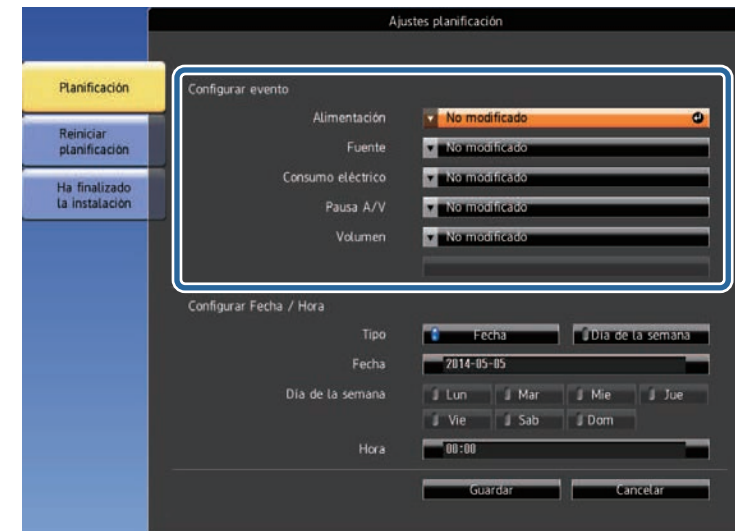 Ajustes planificación
Planificación
Reiniciar
planificación
Ha finalizado
la instalación
Configurar evento
Alimentación No modificado
Fuente No modificado
Consumo eléctrico No modificado
Pausa A/V No modificado
Volumen No modificado
Configurar Fecha / Hora
Tipo Fecha Día de la semana
Fecha 2014-05-05
Día de la semana Lun Mar Mie Jue
Vie Sab Dom
Hora 00:00
Guardar Cancelar